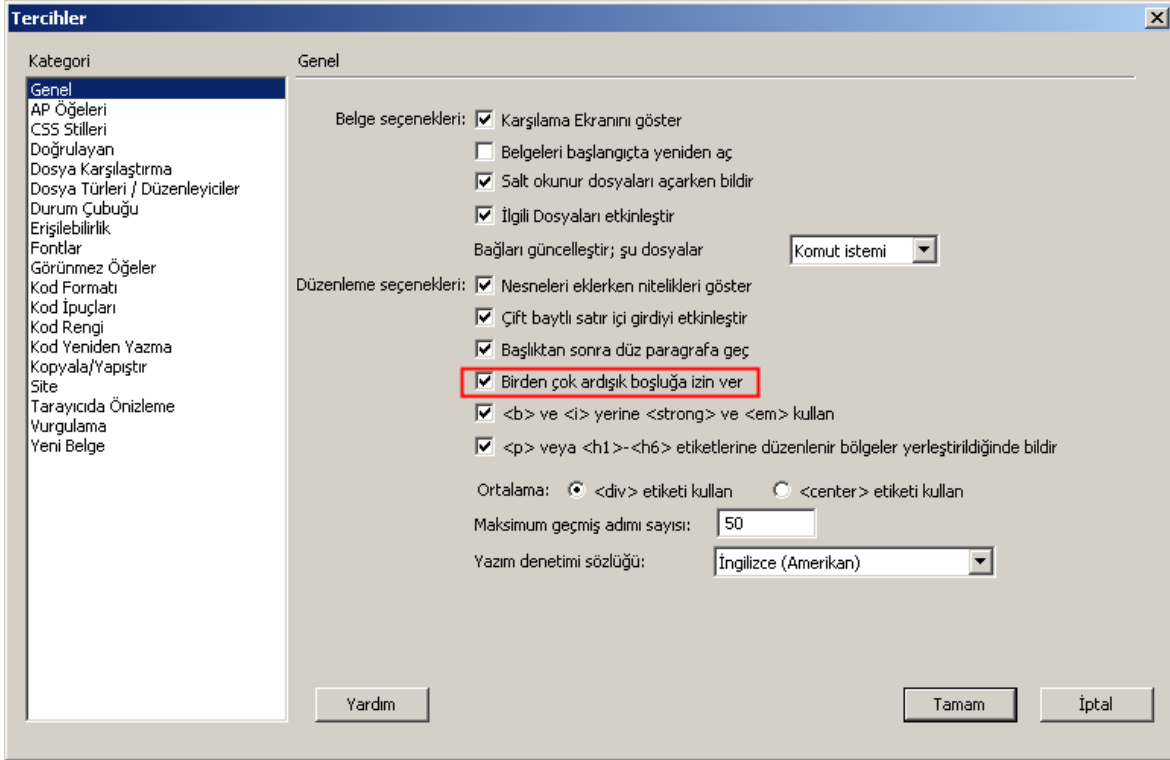 Tercihler
Kategori
Genel
AP Öğeleri
CSS Stilleri
Doğrulayan
Dosya Karşılaştırma
Dosya Türleri / Düzenleyiciler
Durum Çubuğu
Erişilebilirlik
Fontlar
Görünmez Öğeler
Kod Formatı
Kod İpuçları
Kod Rengi
Kod Yeniden Yazma
Kopyala/Yapıştır
Site
Tarayıcıda Önizleme
Vurgulama
Yeni Belge
Genel
Belge seçenekleri: Karşılama Ekranını göster
Belgeleri başlangıçta yeniden aç
Salt okunur dosyaları açarken bildir
İlgili Dosyaları etkinleştir
Bağları güncelleştir; şu dosyalar Komut istemi
Düzenleme seçenekleri: Nesneleri eklerken nitelikleri göster
Çift baytlı satır içi girdiyi etkinleştir
Başlıktan sonra düz paragrafa geç
Birden çok ardışık boşluğa izin ver
<b> ve <i> yerine <strong> ve <em> kullan
<p> veya <h1>-<h6> etiketlerine düzenlenir bölgeler yerleştirildiğinde bildir
Ortalama: <div> etiketi kullan <center> etiketi kullan
Maksimum geçmiş adımı sayısı: 50
Yazım denetimi sözlüğü: İngilizce (Amerikan)
Yardım Tamam İptal